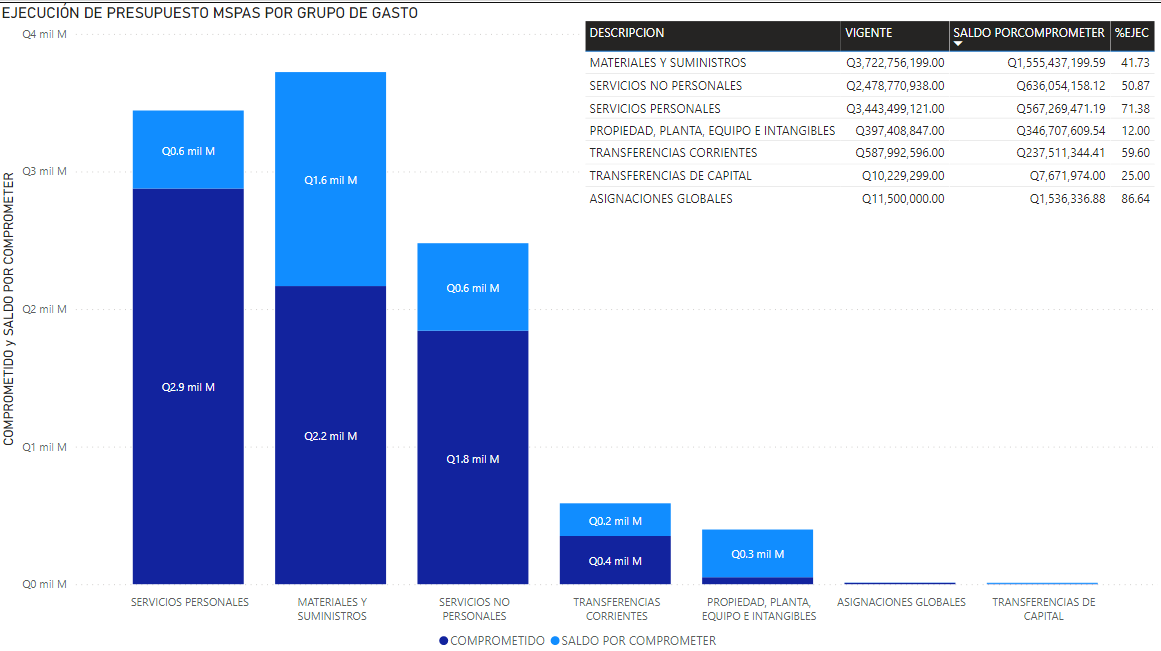 EJECUCIÓN DE PRESUPUESTO MSPAS POR GRUPO DE GASTO
DESCRIPCION VIGENTE SALDO PORCOMPROMETER %EJEC
MATERIALES Y SUMINISTROS Q3,722,756,199.00 Q1,555,437,199.59 41.73
SERVICIOS NO PERSONALES Q2,478,770,938.00 Q636,054,158.12 50.87
SERVICIOS PERSONALES Q3,443,499,121.00 Q567,269,471.19 71.38
PROPIEDAD, PLANTA, EQUIPO E INTANGIBLES Q397,408,847.00 Q346,707,609.54 12.00
TRANSFERENCIAS CORRIENTES Q587,992,596.00 Q237,511,344.41 59.60
TRANSFERENCIAS DE CAPITAL Q10,229,299.00 Q7,671,974.00 25.00
ASIGNACIONES GLOBALES Q11,500,000.00 Q1,536,336.88 86.64
COMPROMETIDO y SALDO POR COMPROMETER
Q4 mil M
Q3 mil M
Q2 mil M
Q1 mil M
Q0 mil M
Q0.6 mil M
Q2.9 mil M
Q1.6 mil M
Q2.2 mil M
Q0.6 mil M
Q1.8 mil M
Q0.2 mil M
Q0.4 mil M
Q0.3 mil M
SERVICIOS PERSONALES
MATERIALES Y
SUMINISTROS
SERVICIOS NO
PERSONALES
TRANSFERENCIAS
CORRIENTES
PROPIEDAD, PLANTA,
EQUIPO E INTANGIBLES
ASIGNACIONES GLOBALES
TRANSFERENCIAS DE
CAPITAL
COMPROMETIDO SALDO POR COMPROMETER